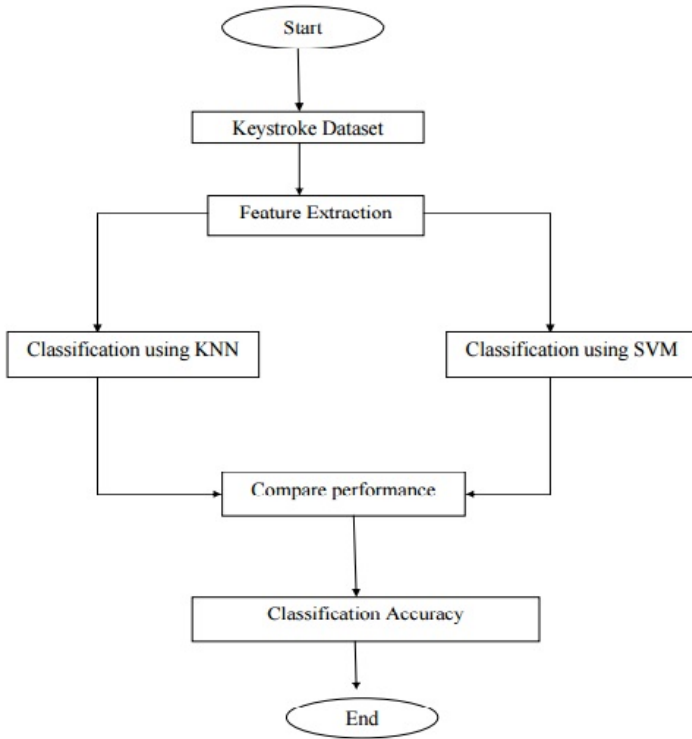 Start
Keystroke Dataset
Feature Extraction
Classification using KNN
Classification using SVM
Compare performance
Classification Accuracy
End